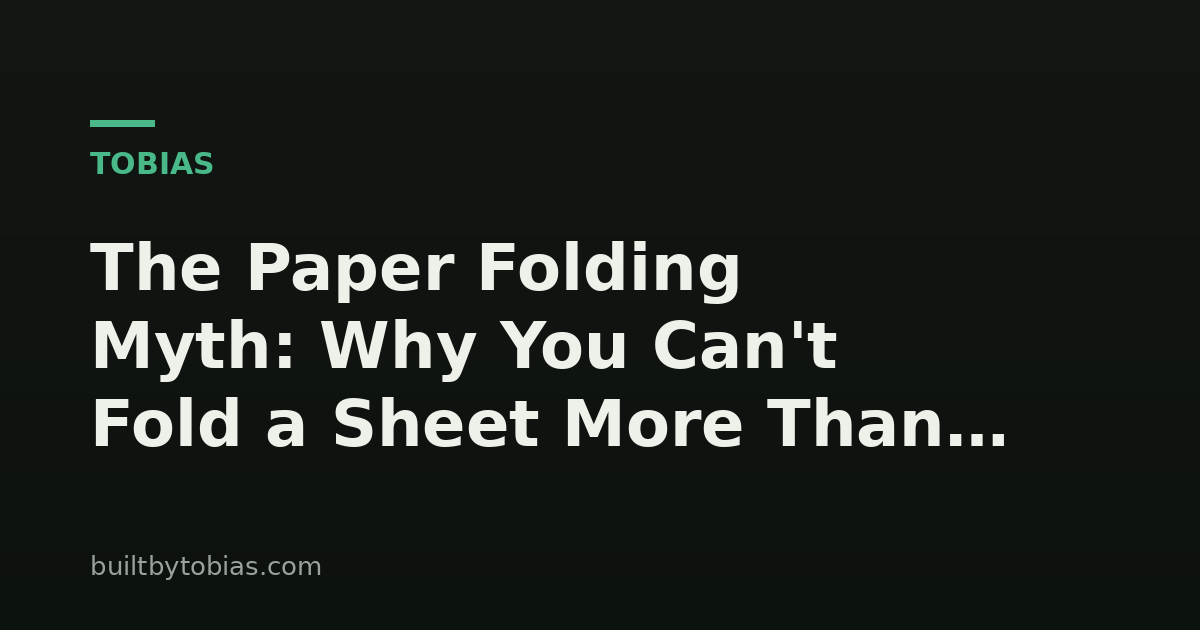 TOBIAS
The Paper Folding
Myth: Why You Can't
Fold a Sheet More Than…
builtbytobias.com